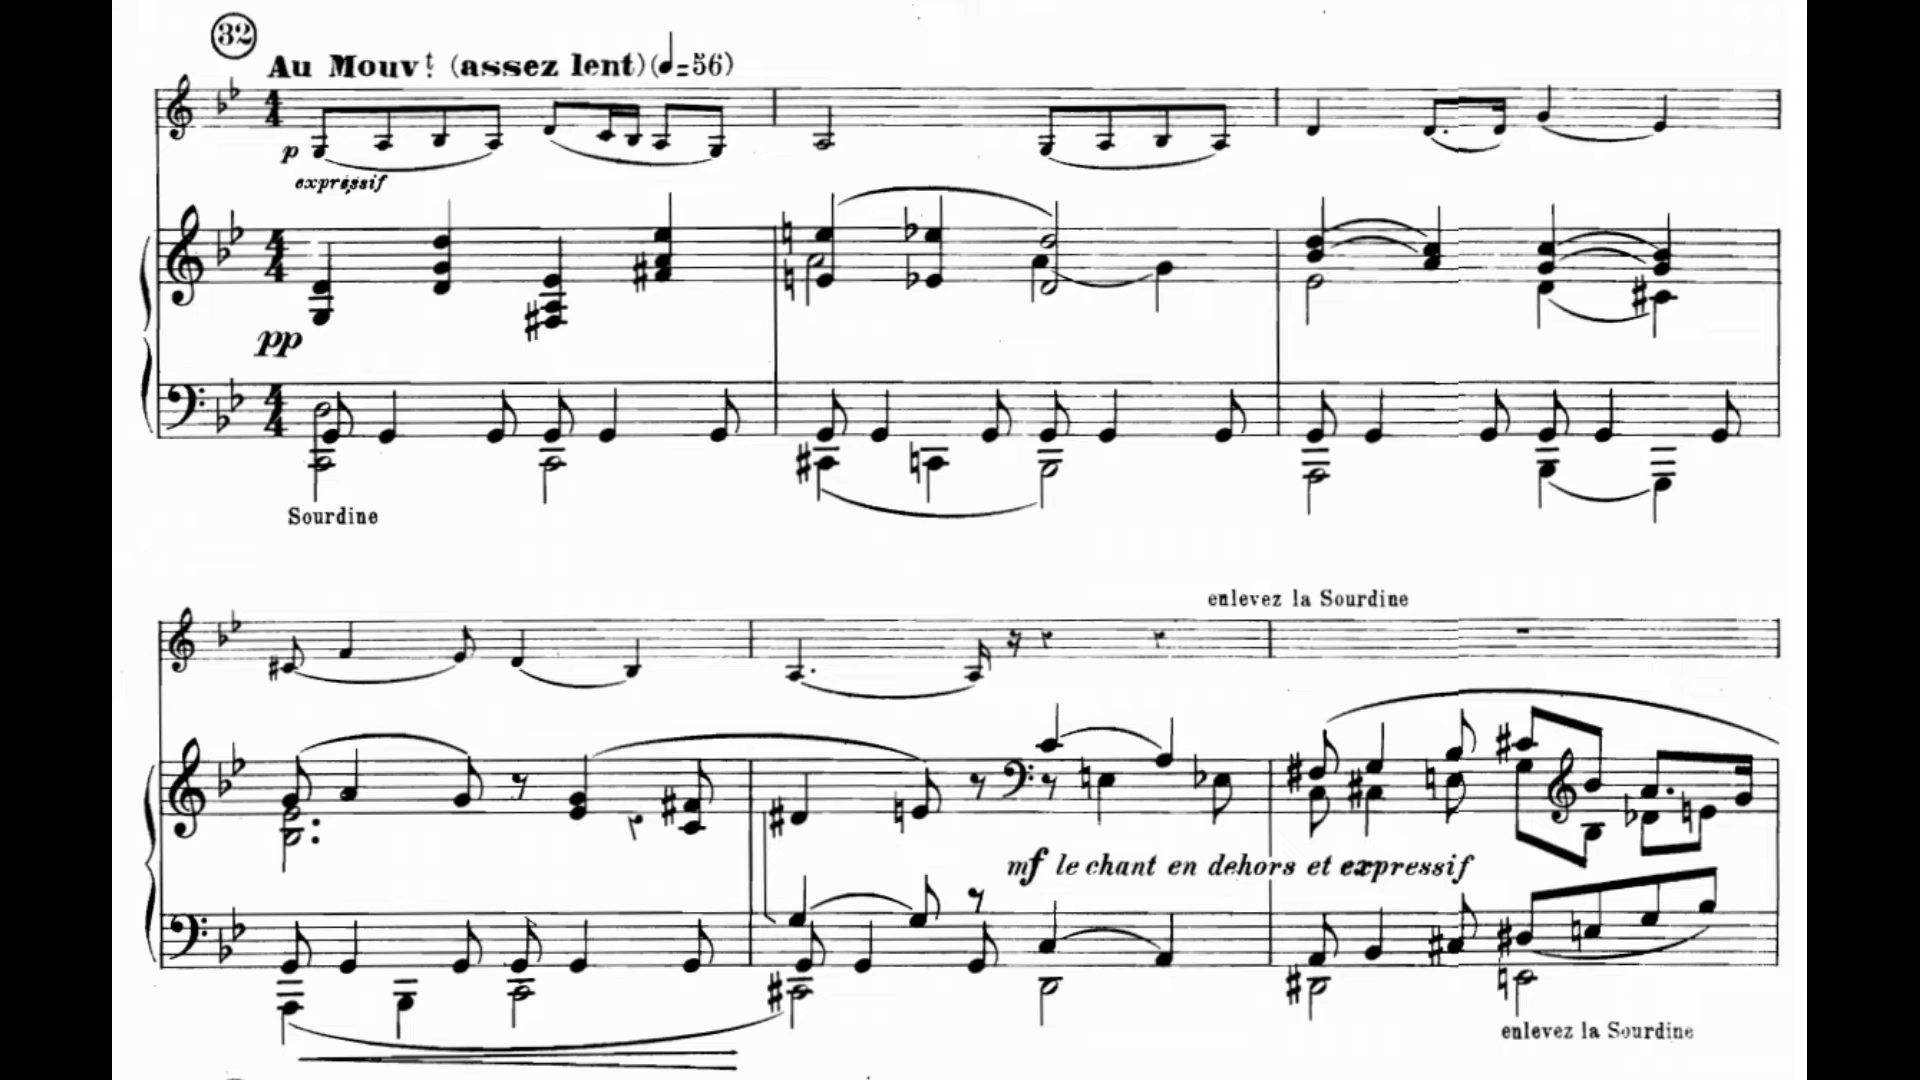 32
Au Mouvt. (assez lent) (♩=56)
p
expressif
pp
Sourdine
enlevez la Sourdine
mf le chant en dehors et expressif
enlevez la Sourdine